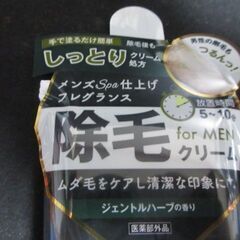 手で塗るだけ簡単
除毛後も
しっとり
クリーム
処方
男性の剛毛も
つるんっ!
メンズSpa仕上げ
フレグランス
放置時間
5~10分
除毛
for MEN
クリーム
ムダ毛をケアし清潔な印象に
ジェントルハーブの香り
医薬部外品